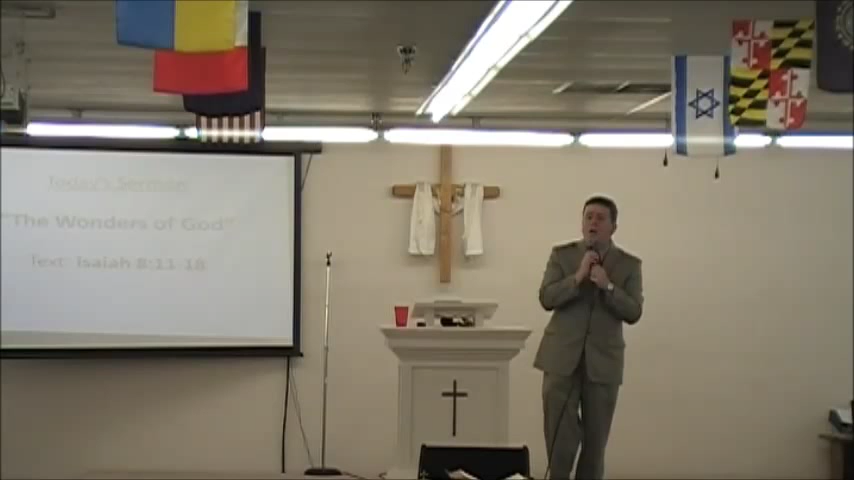 Today's Sermon
"The Wonders of God"
Text: Isaiah 8:11-18